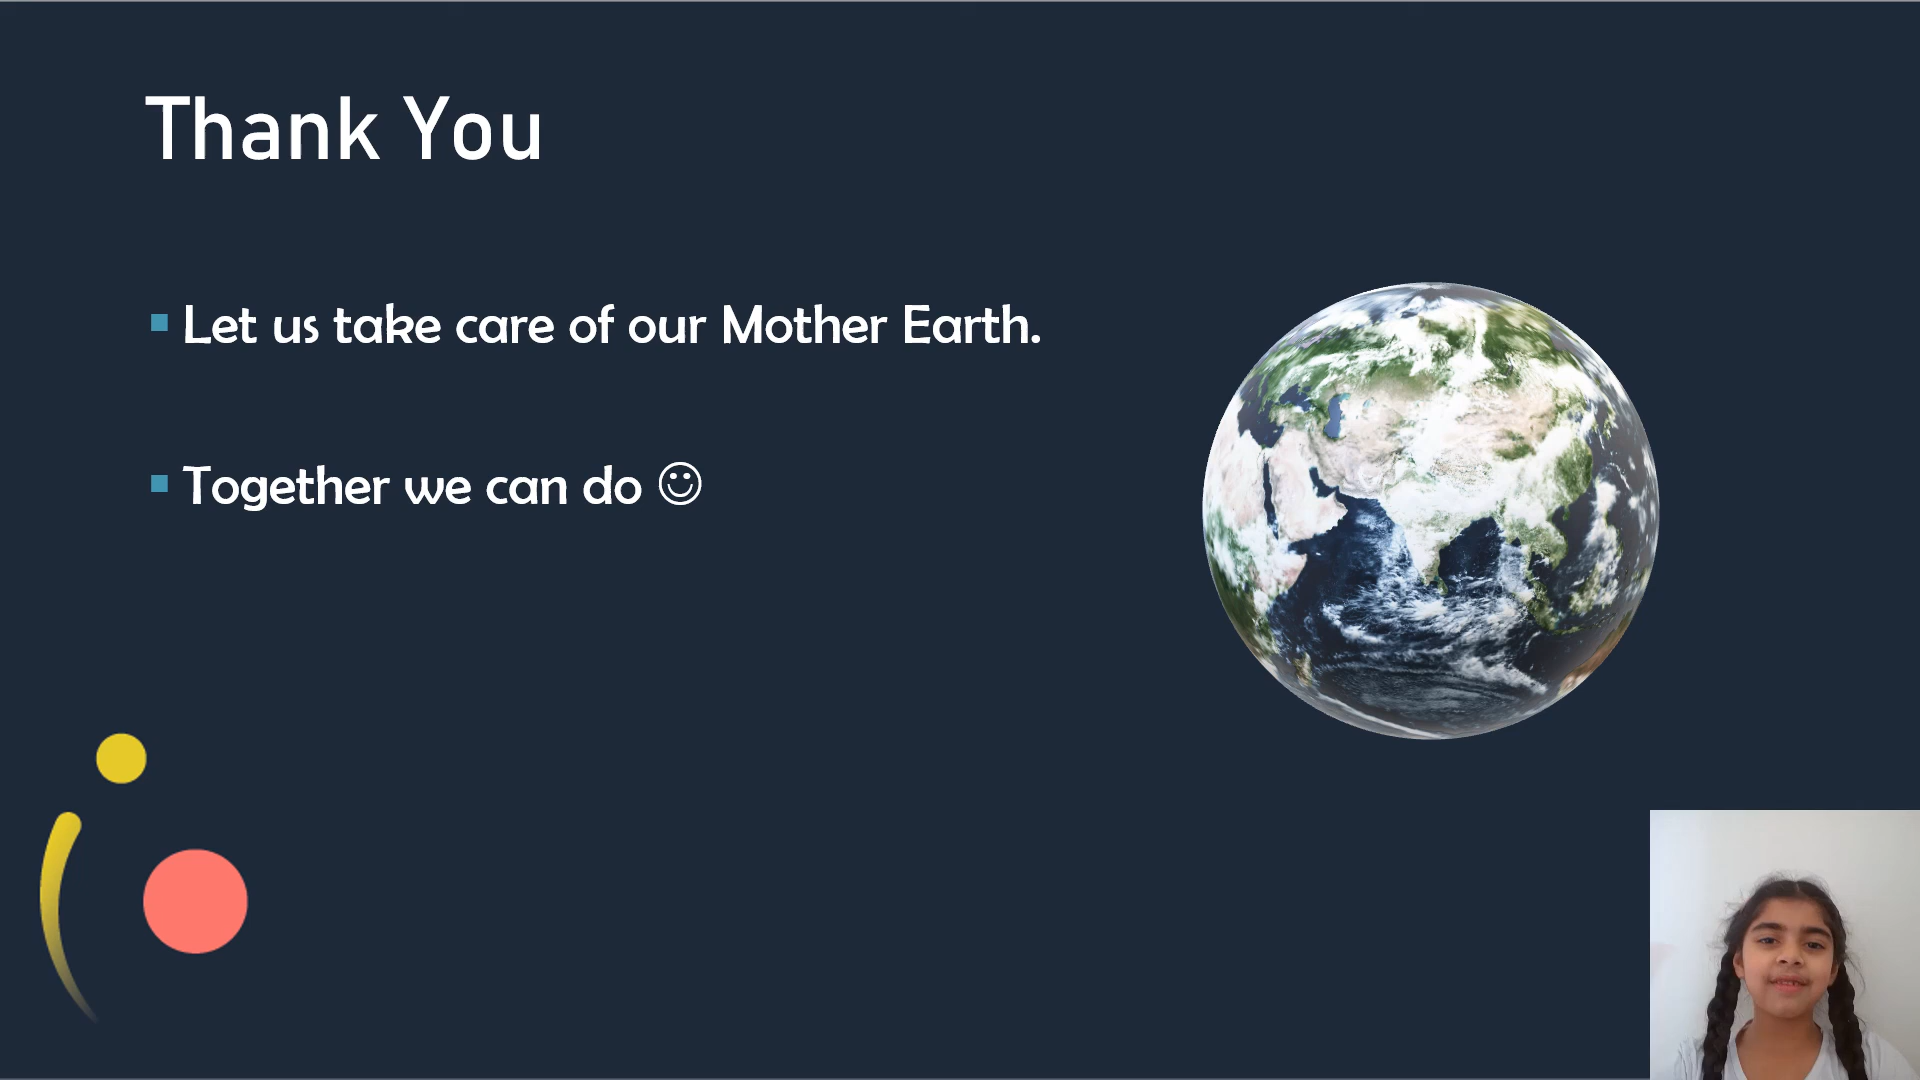 Thank You
Let us take care of our Mother Earth.
Together we can do ☺